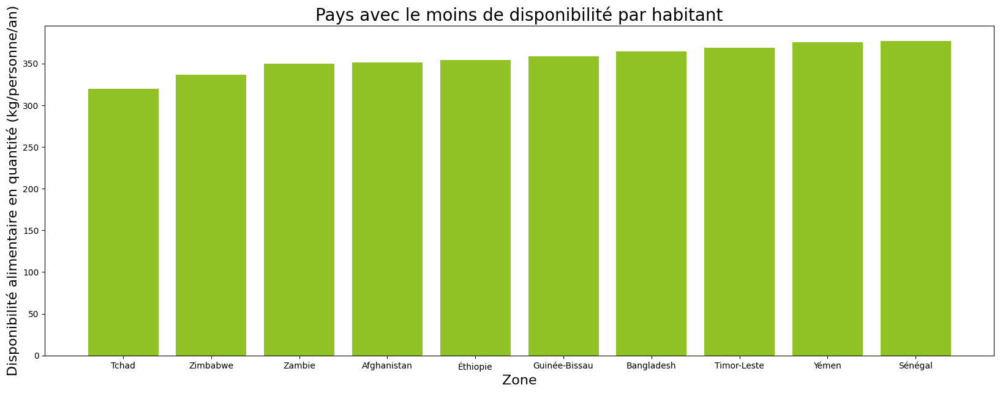 Pays avec le moins de disponibilité par habitant
Disponibilité alimentaire en quantité (kg/personne/an)
350
300
250
200
150
100
50
0
Tchad Zimbabwe Zambie Afghanistan Éthiopie Guinée-Bissau Bangladesh Timor-Leste Yémen Sénégal
Zone